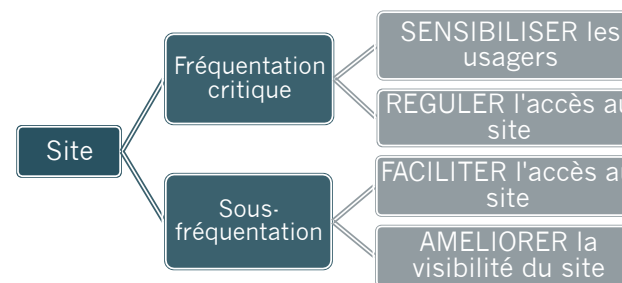 Site
Fréquentation
critique
Sous-
fréquentation
SENSIBILISER les
usagers
REGULER l'accès au
site
FACILITER l'accès au
site
AMELIORER la
visibilité du site